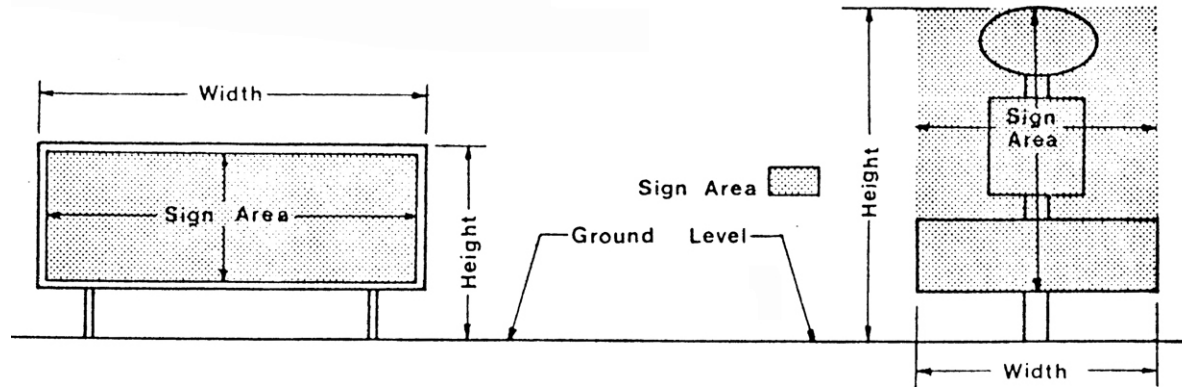 Width
Sign Area
Height
Sign Area
Ground Level
Height
Sign
Area
Width